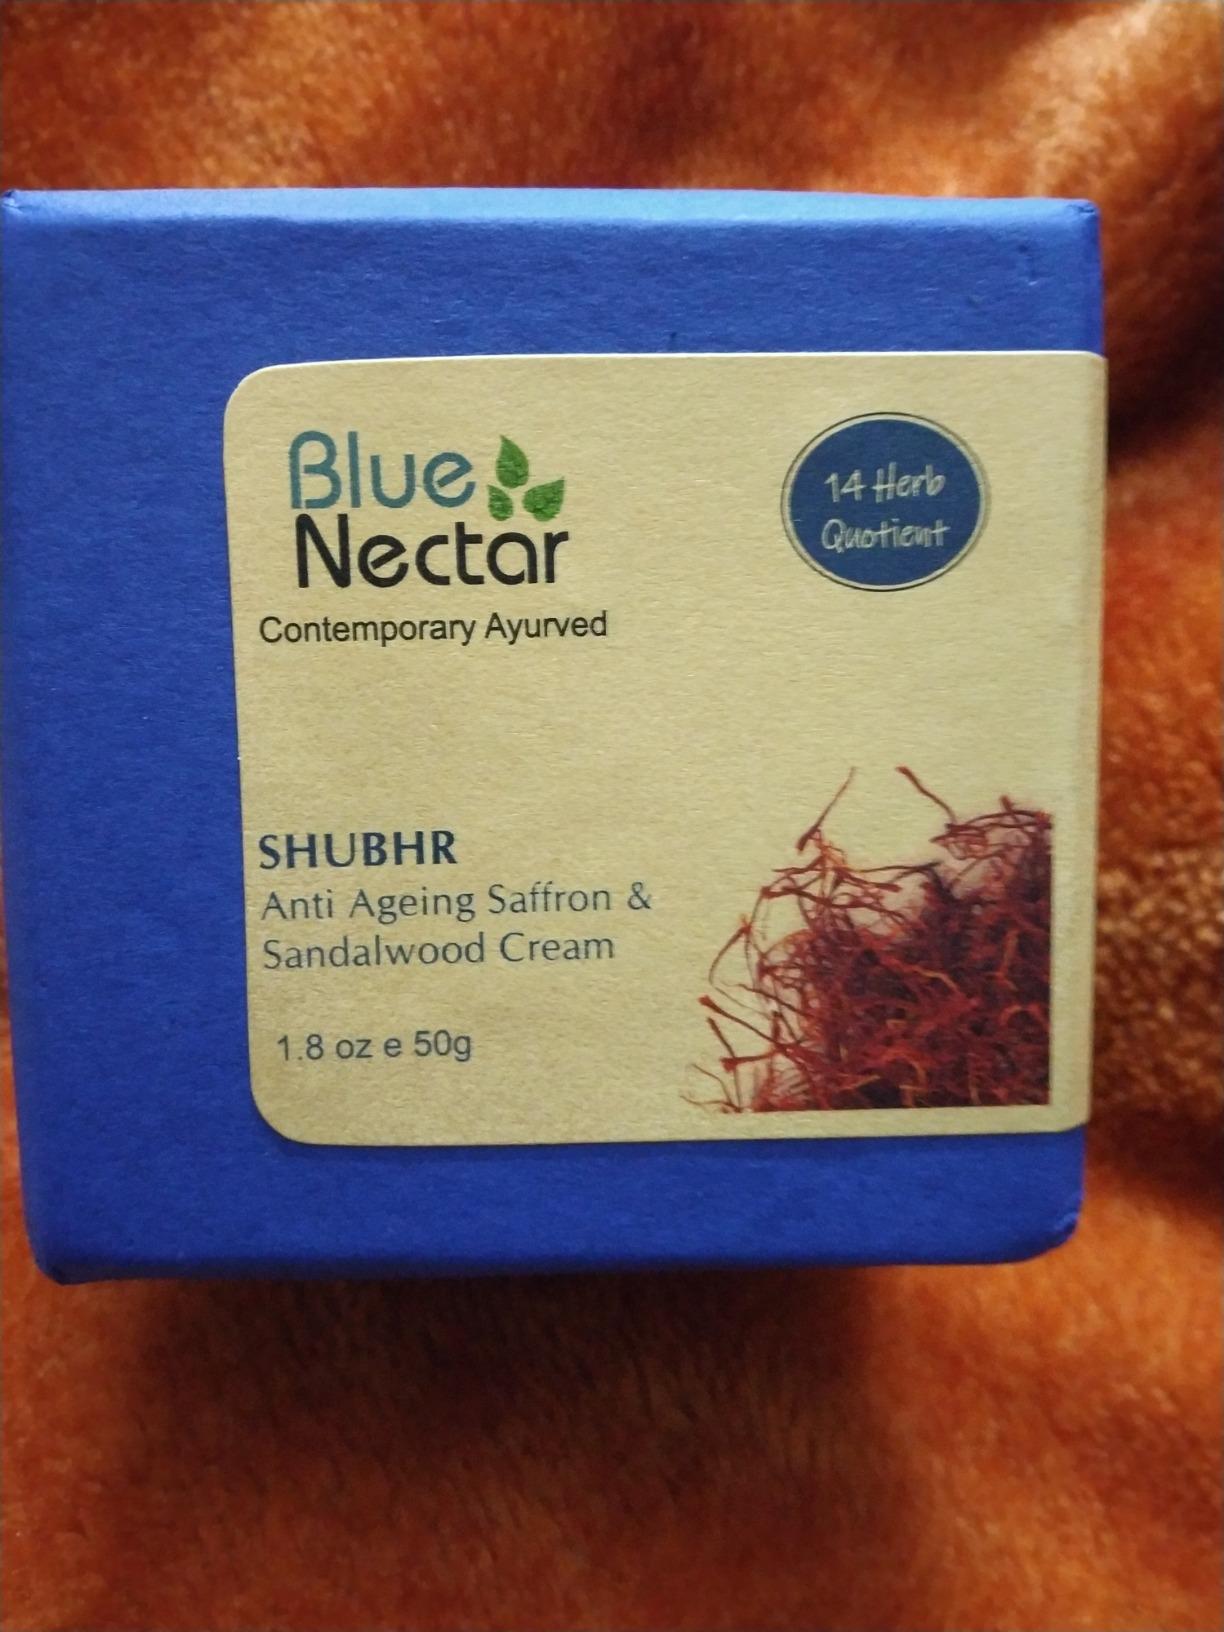 Blue
Nectar
Contemporary Ayurved
14 Herb
Quotient
SHUBHR
Anti Ageing Saffron &
Sandalwood Cream
1.8 oz e 50g